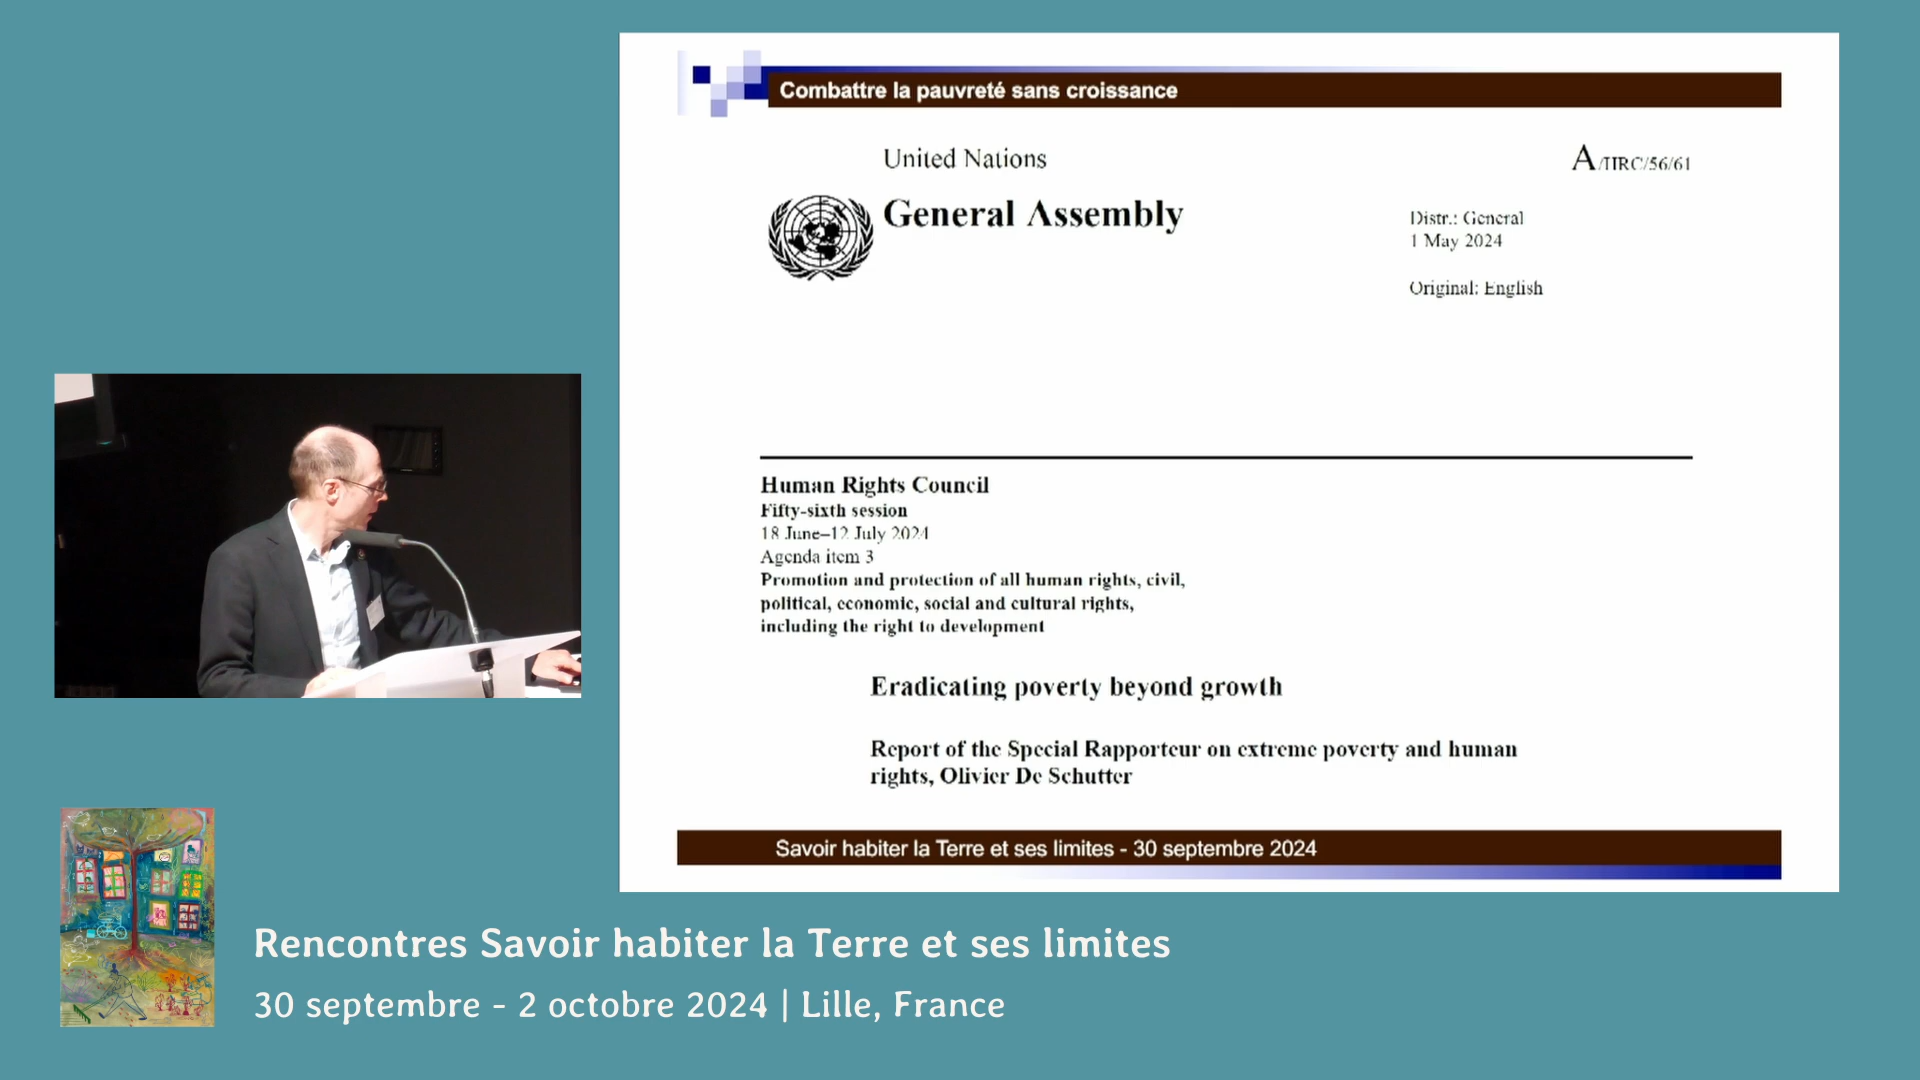 Combattre la pauvreté sans croissance
United Nations
A/HRC/56/61
General Assembly
Distr.: General
1 May 2024
Original: English
Human Rights Council
Fifty-sixth session
18 June–12 July 2024
Agenda item 3
Promotion and protection of all human rights, civil,
political, economic, social and cultural rights,
including the right to development
Eradicating poverty beyond growth
Report of the Special Rapporteur on extreme poverty and human
rights, Olivier De Schutter
Savoir habiter la Terre et ses limites - 30 septembre 2024
Rencontres Savoir habiter la Terre et ses limites
30 septembre - 2 octobre 2024 | Lille, France